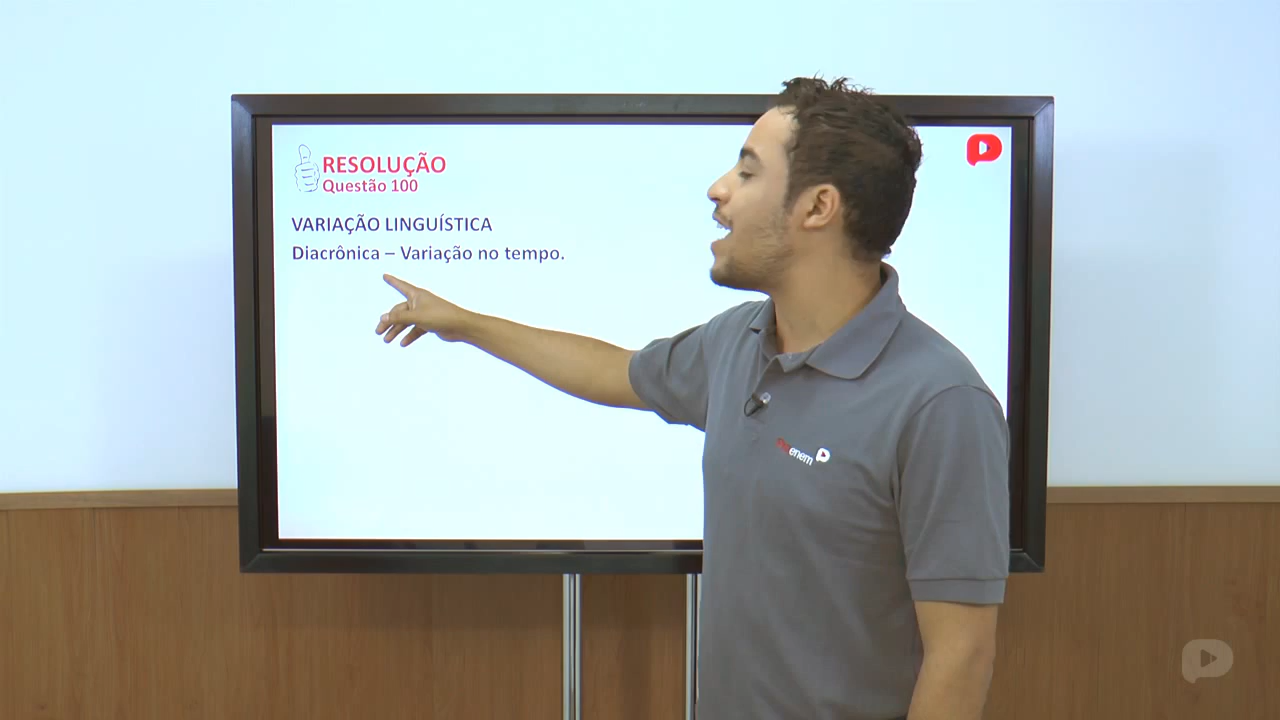 RESOLUÇÃO
Questão 100
VARIAÇÃO LINGUÍSTICA
Diacrônica – Variação no tempo.
enem